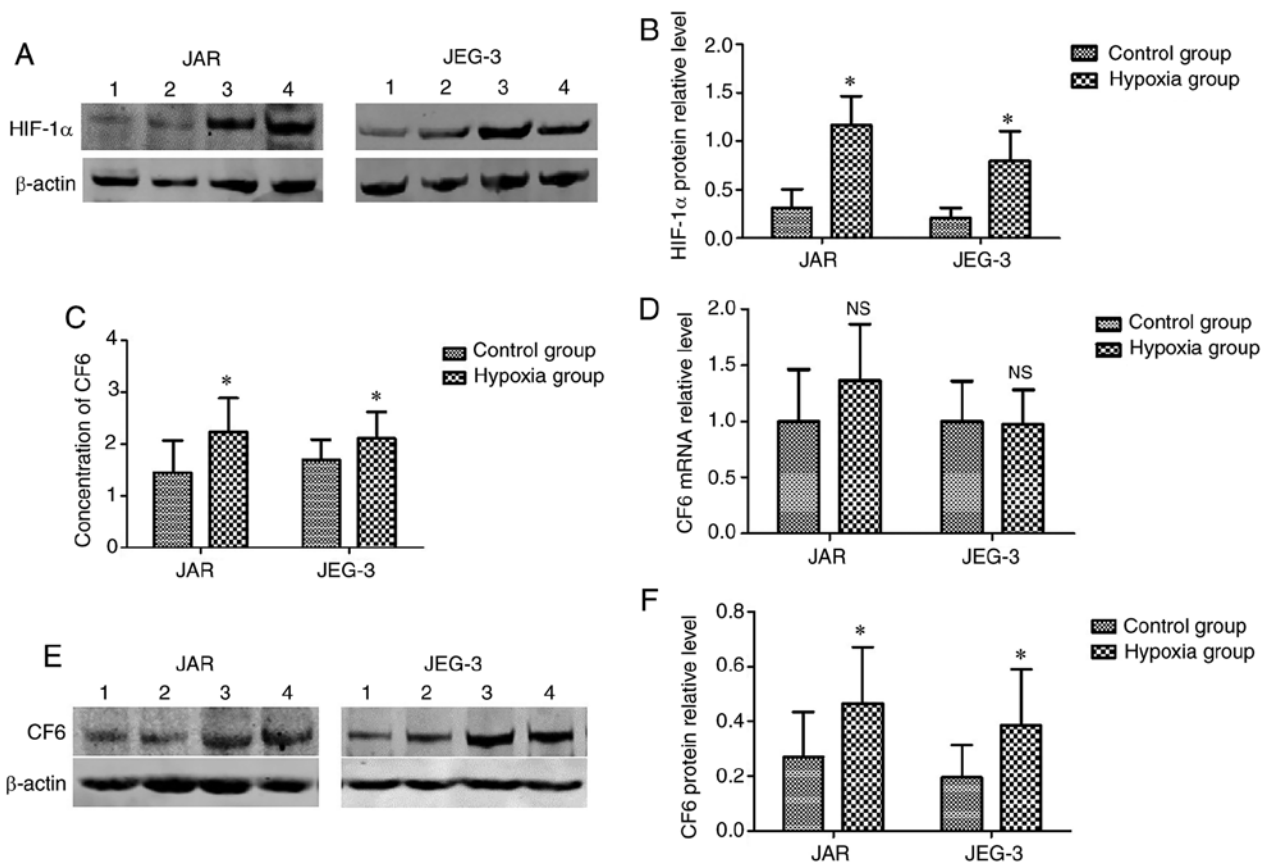 A
JAR
JEG-3
1 2 3 4
1 2 3 4
HIF-1α
β-actin
B
HIF-1α protein relative level
2.0
1.5
1.0
0.5
0.0
*
*
JAR
JEG-3
Control group
Hypoxia group
C
Concentration of CF6
4
3
2
1
0
*
*
JAR
JEG-3
Control group
Hypoxia group
D
CF6 mRNA relative level
2.0
1.5
1.0
0.5
0.0
NS
NS
JAR
JEG-3
Control group
Hypoxia group
E
JAR
JEG-3
1 2 3 4
1 2 3 4
CF6
β-actin
F
CF6 protein relative level
0.8
0.6
0.4
0.2
0.0
*
*
JAR
JEG-3
Control group
Hypoxia group